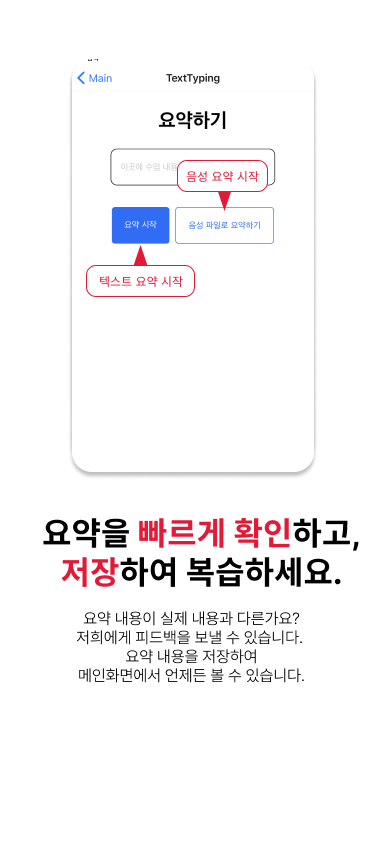 Main
TextTyping
요약하기
이곳에 수업 내용
음성 요약 시작
요약 시작
음성 파일로 요약하기
텍스트 요약 시작
요약을 빠르게 확인하고,
저장하여 복습하세요.
요약 내용이 실제 내용과 다른가요?
저희에게 피드백을 보낼 수 있습니다.
요약 내용을 저장하여
메인화면에서 언제든 볼 수 있습니다.